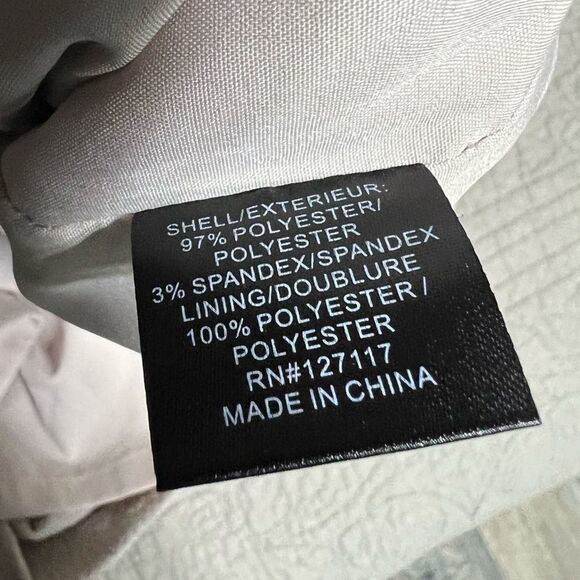 SHELL/EXTERIEUR:
97% POLYESTER/
POLYESTER
3% SPANDEX/SPANDEX
LINING/DOUBLURE
100% POLYESTER /
POLYESTER
RN#127117
MADE IN CHINA